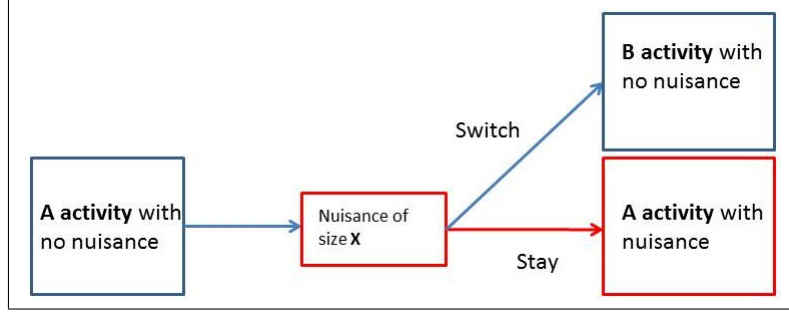 B activity with
no nuisance
Switch
A activity with
no nuisance
Nuisance of
size X
A activity with
nuisance
Stay